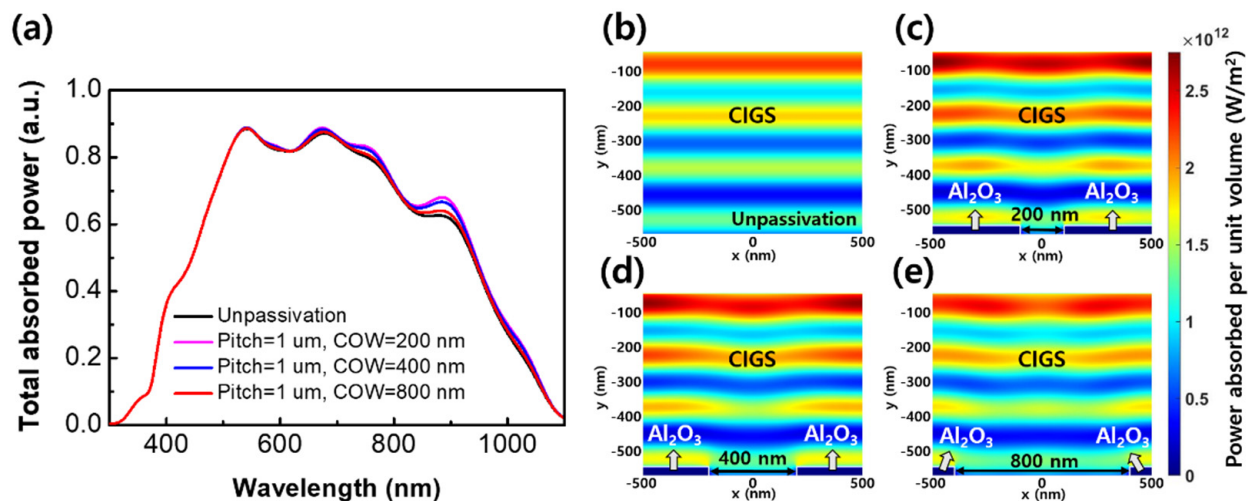 (a)
Total absorbed power (a.u.)
1.0
0.8
0.6
0.4
0.2
0.0
400
600
800
1000
Wavelength (nm)
Unpassivation
Pitch=1 um, COW=200 nm
Pitch=1 um, COW=400 nm
Pitch=1 um, COW=800 nm
(b)
y (nm)
-100
-200
-300
-400
-500
CIGS
Unpassivation
-500
0
500
x (nm)
(c)
y (nm)
-100
-200
-300
-400
-500
CIGS
Al₂O₃
Al₂O₃
200 nm
-500
0
500
x (nm)
(d)
y (nm)
-100
-200
-300
-400
-500
CIGS
Al₂O₃
Al₂O₃
400 nm
-500
0
500
x (nm)
(e)
y (nm)
-100
-200
-300
-400
-500
CIGS
Al₂O₃
Al₂O₃
800 nm
-500
0
500
x (nm)
×10¹²
2.5
2
1.5
1
0.5
0
Power absorbed per unit volume (W/m²)